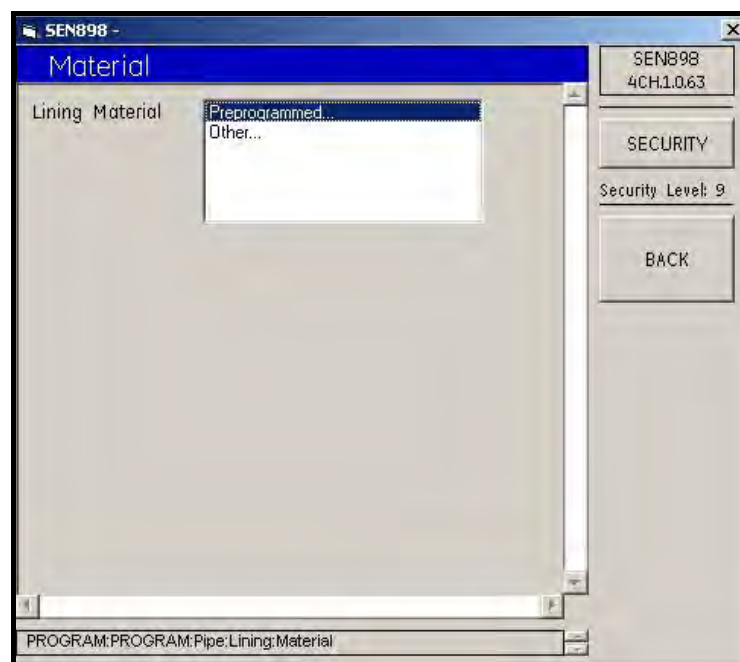 SEN898 -
Material
SEN898
4CH.1.0.63
Lining Material
Preprogrammed...
Other...
SECURITY
Security Level: 9
BACK
PROGRAM:PROGRAM:Pipe:Lining:Material